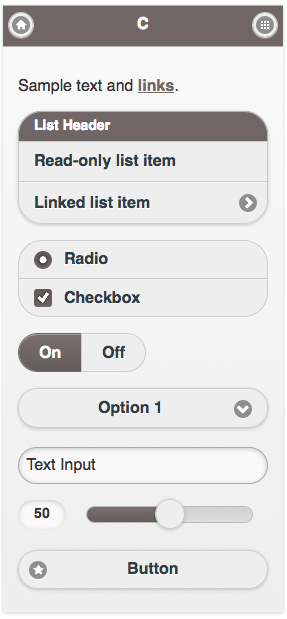 C
Sample text and links.
List Header
Read-only list item
Linked list item
Radio
Checkbox
On Off
Option 1
Text Input
50
Button